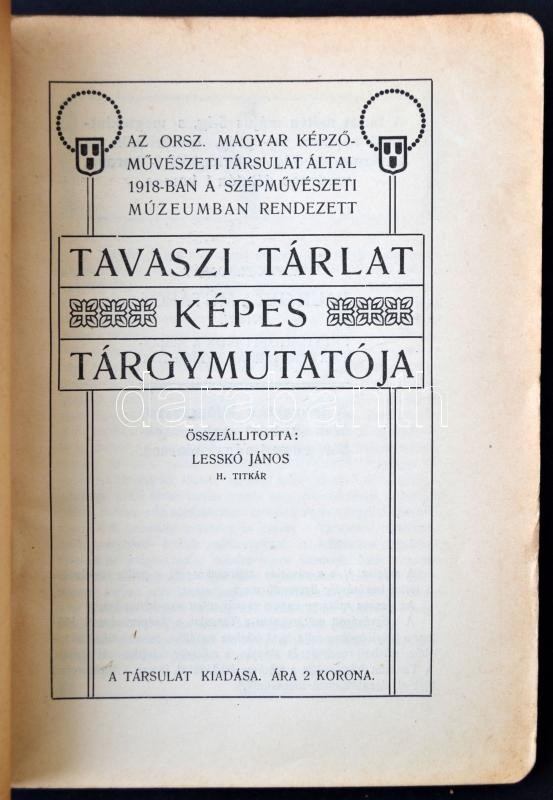 AZ ORSZ. MAGYAR KÉPZŐ-
MŰVÉSZETI TÁRSULAT ÁLTAL
1918-BAN A SZÉPMŰVÉSZETI
MÚZEUMBAN RENDEZETT
TAVASZI TÁRLAT
KÉPES
TÁRGYMUTATÓJA
darabanth
ÖSSZEÁLLITOTTA:
LESSKÓ JÁNOS
H. TITKÁR
A TÁRSULAT KIADÁSA. ÁRA 2 KORONA.